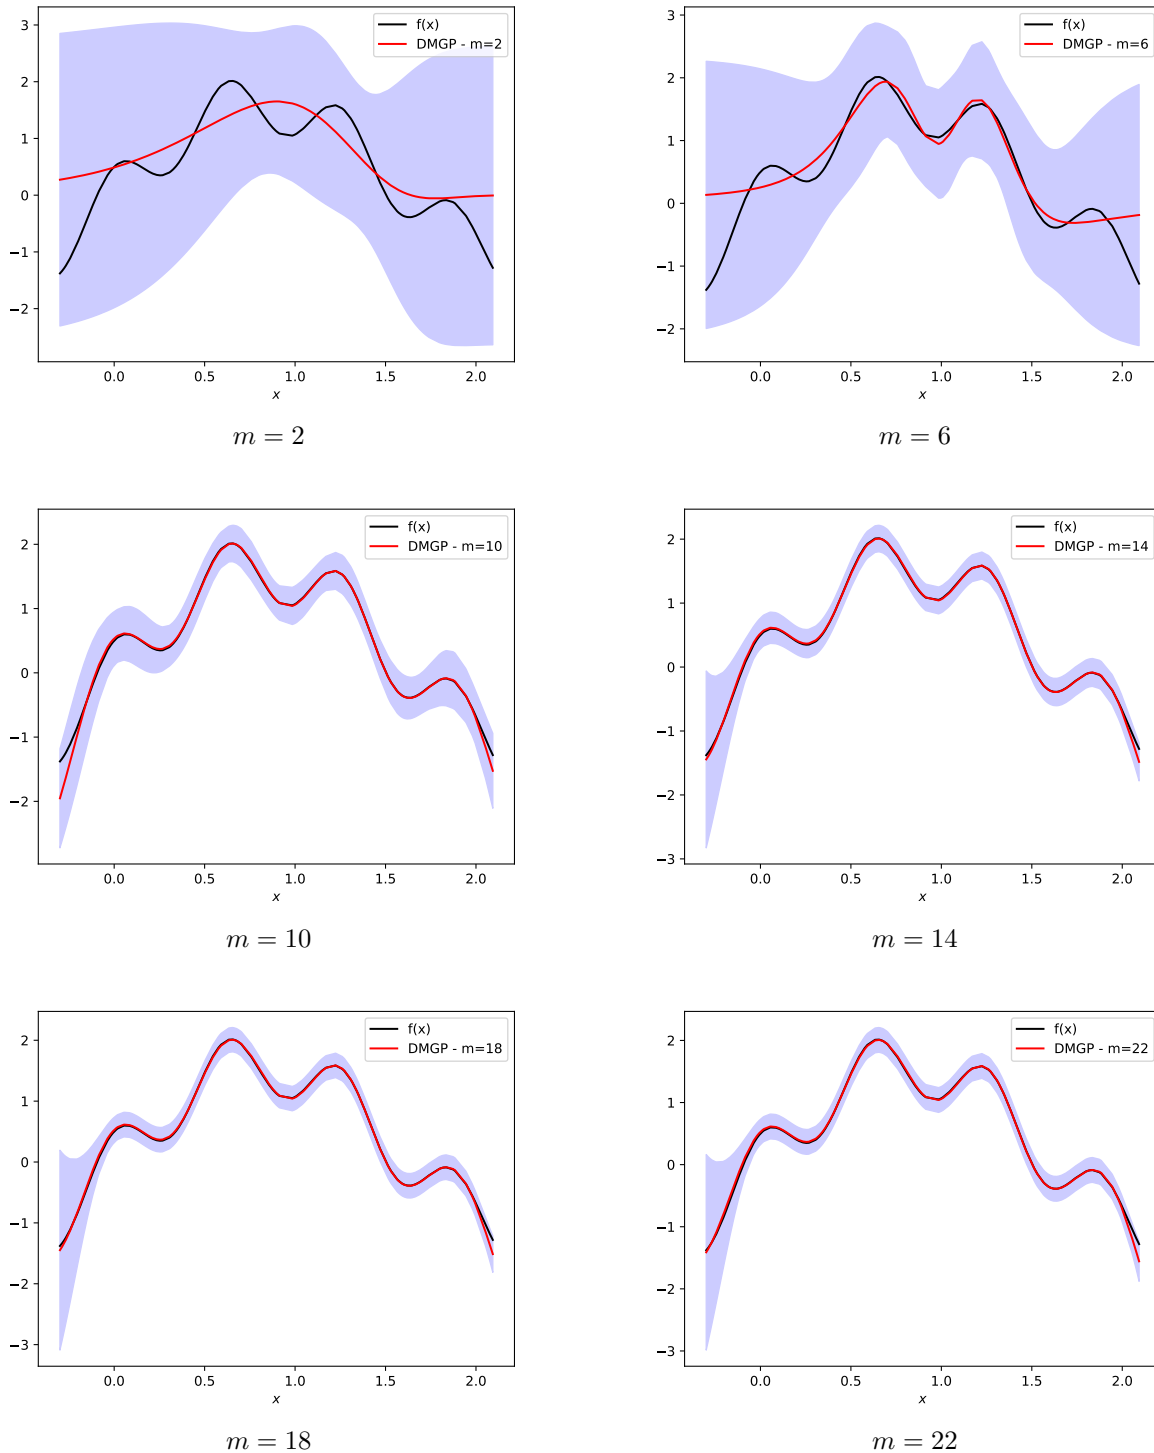 f(x)
DMGP - m=2
3
2
1
0
−1
−2
0.0 0.5 1.0 1.5 2.0
x
m = 2
f(x)
DMGP - m=6
3
2
1
0
−1
−2
0.0 0.5 1.0 1.5 2.0
x
m = 6
f(x)
DMGP - m=10
2
1
0
−1
−2
0.0 0.5 1.0 1.5 2.0
x
m = 10
f(x)
DMGP - m=14
2
1
0
−1
−2
−3
0.0 0.5 1.0 1.5 2.0
x
m = 14
f(x)
DMGP - m=18
2
1
0
−1
−2
−3
0.0 0.5 1.0 1.5 2.0
x
m = 18
f(x)
DMGP - m=22
2
1
0
−1
−2
−3
0.0 0.5 1.0 1.5 2.0
x
m = 22